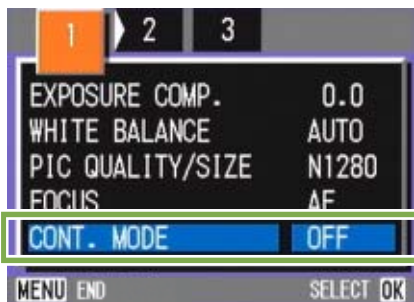 1 2 3
EXPOSURE COMP. 0.0
WHITE BALANCE AUTO
PIC QUALITY/SIZE N1280
FOCUS AF
CONT. MODE OFF
MENU END SELECT OK